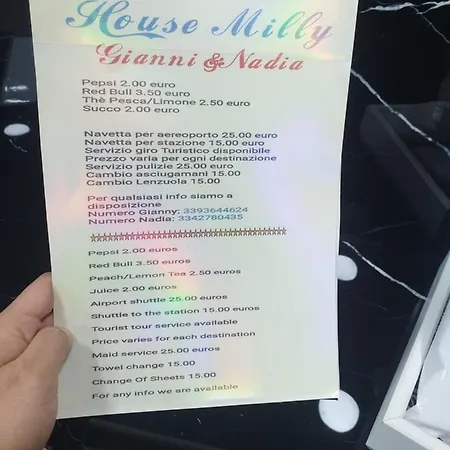 House Milly
Gianni & Nadia
Pepsi 2.00 euro
Red Bull 3.50 euro
Thè Pesca/Limone 2.50 euro
Succo 2.00 euro
Navetta per aereoporto 25.00 euro
Navetta per stazione 15.00 euro
Servizio giro Turistico disponibile
Prezzo varia per ogni destinazione
Servizio pulizie 25.00 euro
Cambio asciugamani 15.00
Cambio Lenzuola 15.00
Per qualsiasi info siamo a
disposizione
Numero Gianny: 3393644624
Numero Nadia: 3342780435
Pepsi 2.00 euros
Red Bull 3.50 euros
Peach/Lemon Tea 2.50 euros
Juice 2.00 euros
Airport shuttle 25.00 euros
Shuttle to the station 15.00 euros
Tourist tour service available
Price varies for each destination
Maid service 25.00 euros
Towel change 15.00
Change Of Sheets 15.00
For any info we are available